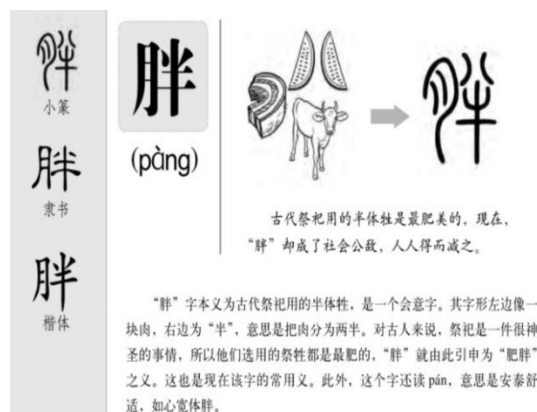 胖
小篆
胖
隶书
胖
楷体
胖
(pàng)
胖
古代祭祀用的半体牲是最肥美的，现在，
“胖”却成了社会公敌，人人得而减之。
“胖”字本义为古代祭祀用的半体牲，是一个会意字。其字形左边像一
块肉，右边为“半”，意思是把肉分为两半。对古人来说，祭祀是一件很神
圣的事情，所以他们选用的祭牲都是最肥的，“胖”就由此引申为“肥胖”
之义。这也是现在该字的常用义。此外，这个字还读 pán，意思是安泰舒
适，如心宽体胖。